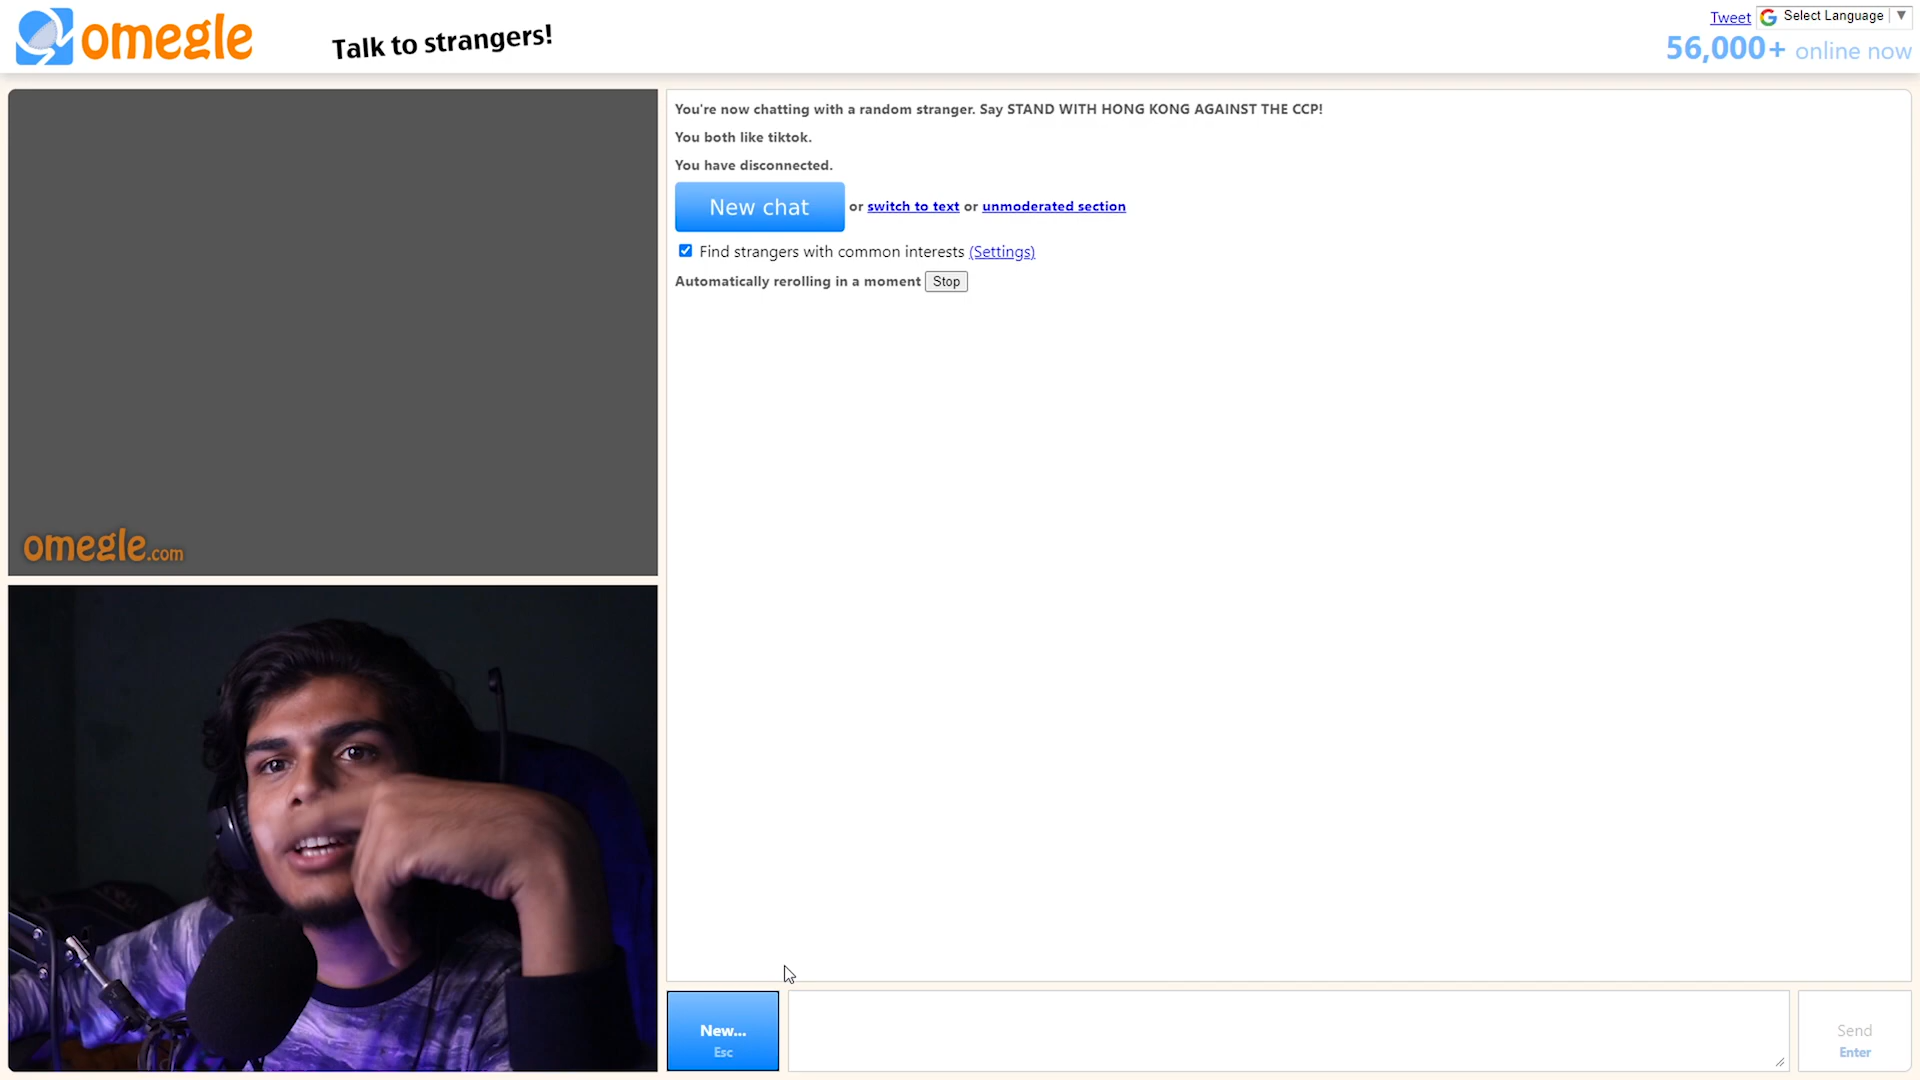 omegle
Talk to strangers!
Tweet
Select Language ▼
56,000+ online now
You're now chatting with a random stranger. Say STAND WITH HONG KONG AGAINST THE CCP!
You both like tiktok.
You have disconnected.
New chat or switch to text or unmoderated section
Find strangers with common interests (Settings)
Automatically rerolling in a moment Stop
omegle.com
New...
Esc
Send
Enter